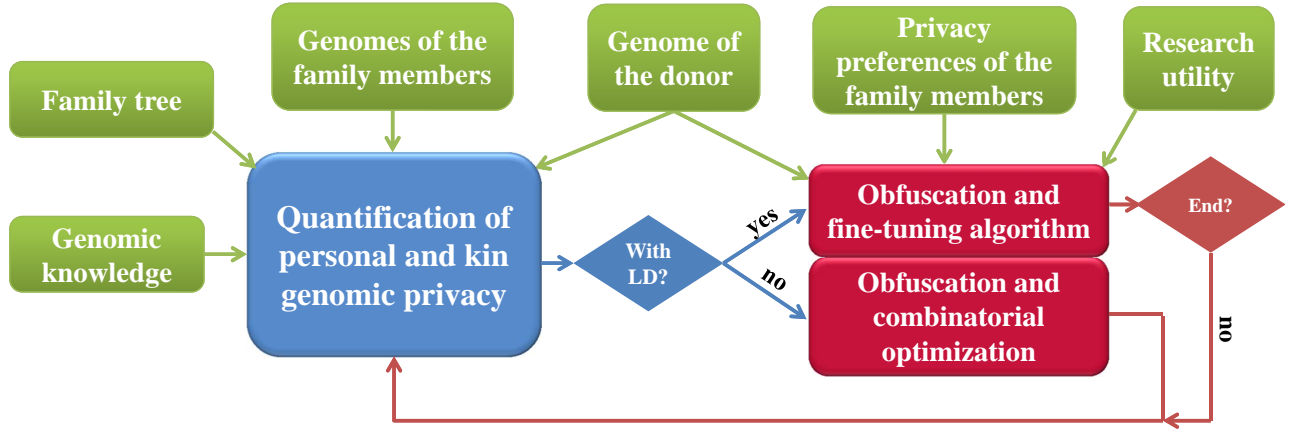 Family tree
Genomes of the
family members
Genome of
the donor
Privacy
preferences of the
family members
Research
utility
Genomic
knowledge
Quantification of
personal and kin
genomic privacy
With
LD?
yes
no
Obfuscation and
fine-tuning algorithm
Obfuscation and
combinatorial
optimization
End?
no